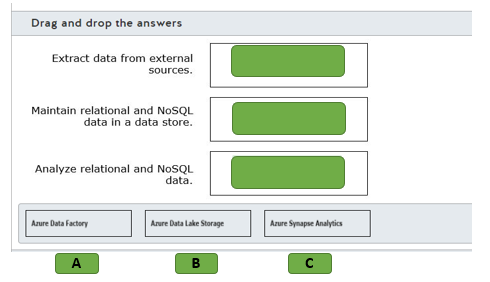 Drag and drop the answers
Extract data from external
sources.
Maintain relational and NoSQL
data in a data store.
Analyze relational and NoSQL
data.
Azure Data Factory
Azure Data Lake Storage
Azure Synapse Analytics
A
B
C